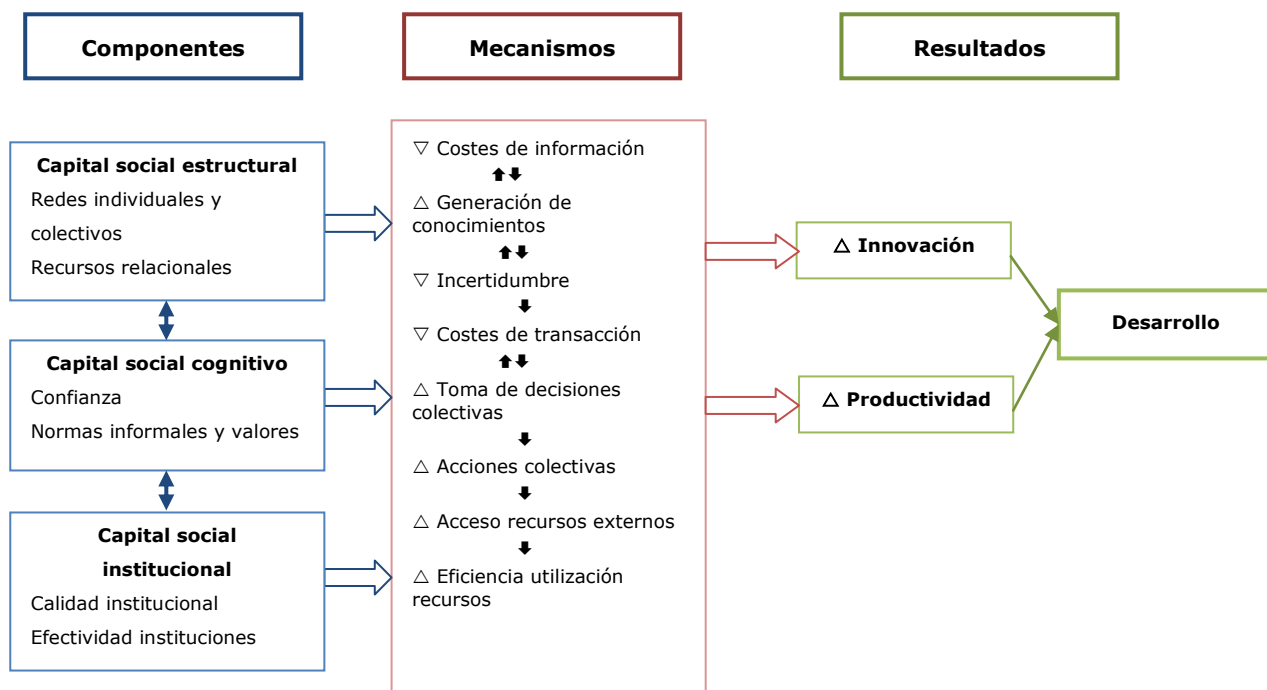 Componentes
Mecanismos
Resultados
Capital social estructural
Redes individuales y
colectivos
Recursos relacionales
Capital social cognitivo
Confianza
Normas informales y valores
Capital social
institucional
Calidad institucional
Efectividad instituciones
▽ Costes de información
⬆⬇
△ Generación de
conocimientos
⬆⬇
▽ Incertidumbre
⬇
▽ Costes de transacción
⬆⬇
△ Toma de decisiones
colectivas
⬇
△ Acciones colectivas
⬇
△ Acceso recursos externos
⬇
△ Eficiencia utilización
recursos
△ Innovación
△ Productividad
Desarrollo